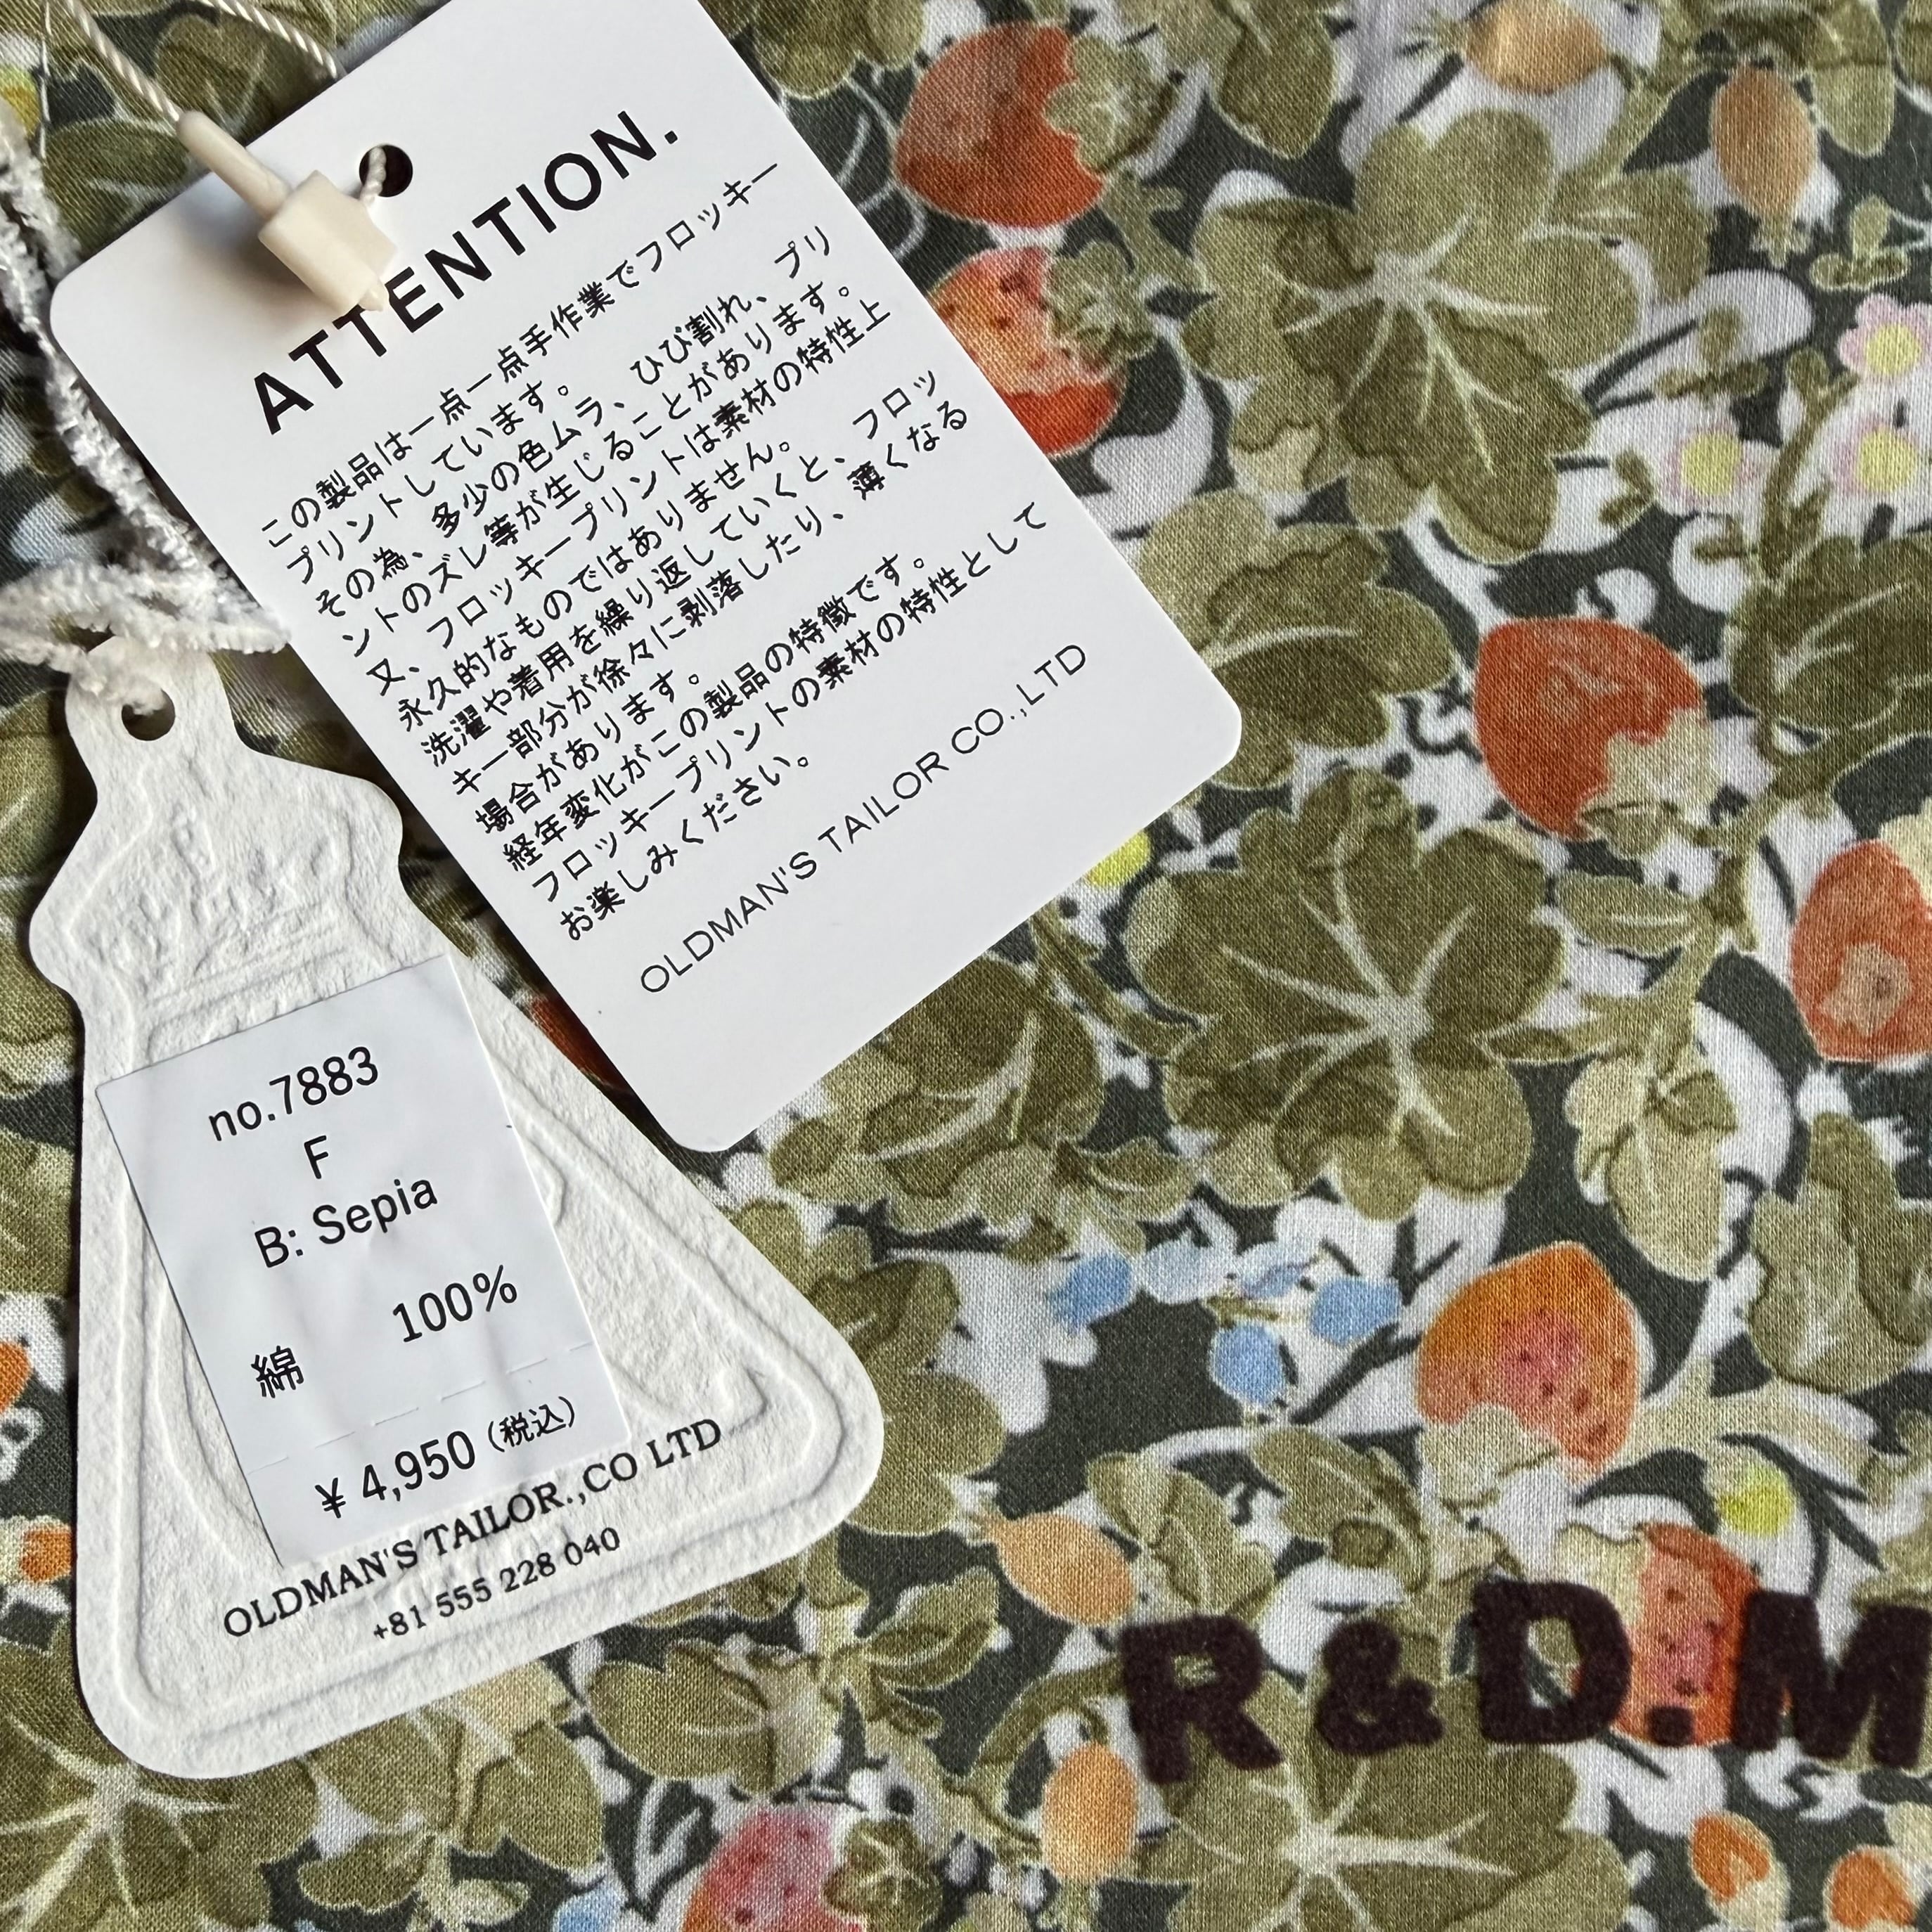 ATTENTION.
この製品は一点一点手作業でフロッキー
プリントしています。
その為、多少の色ムラ、ひび割れ、プリ
ントのズレ等が生じることがあります。
又、フロッキープリントは素材の特性上
永久的なものではありません。
洗濯や着用を繰り返していくと、フロッ
キー部分が徐々に剥落したり、薄くなる
場合があります。
経年変化がこの製品の特徴です。
フロッキープリントの素材の特性として
お楽しみください。
OLDMAN'S TAILOR CO.,LTD
no.7883
F
B: Sepia
綿 100%
¥ 4,950 (税込)
OLDMAN'S TAILOR.,CO LTD
+81 555 228 040
R&D.M